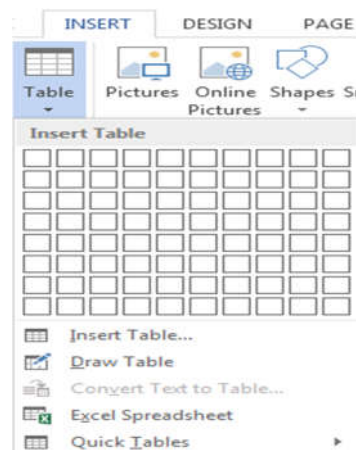 INSERT DESIGN PAGE
Table Pictures Online Pictures Shapes
Insert Table
Insert Table...
Draw Table
Convert Text to Table...
Excel Spreadsheet
Quick Tables